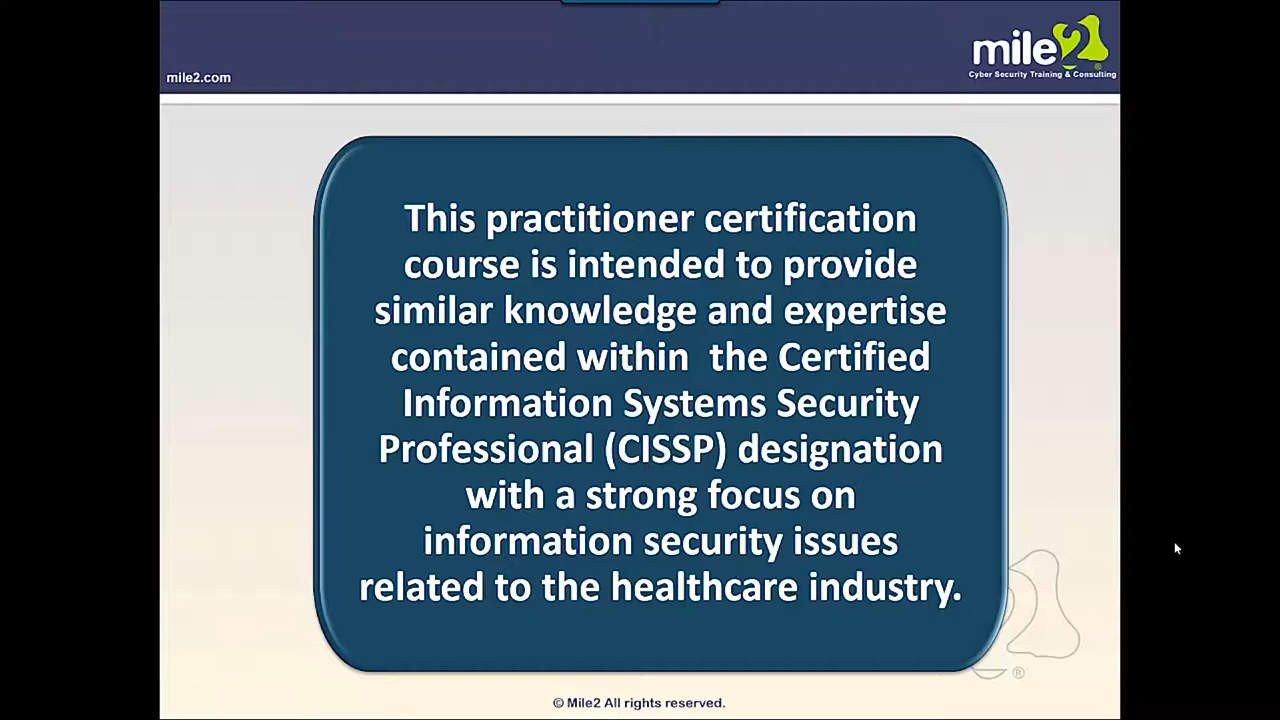 mile2
mile2.com
Cyber Security Training & Consulting
This practitioner certification
course is intended to provide
similar knowledge and expertise
contained within  the Certified
Information Systems Security
Professional (CISSP) designation
with a strong focus on
information security issues
related to the healthcare industry.
®
© Mile2 All rights reserved.